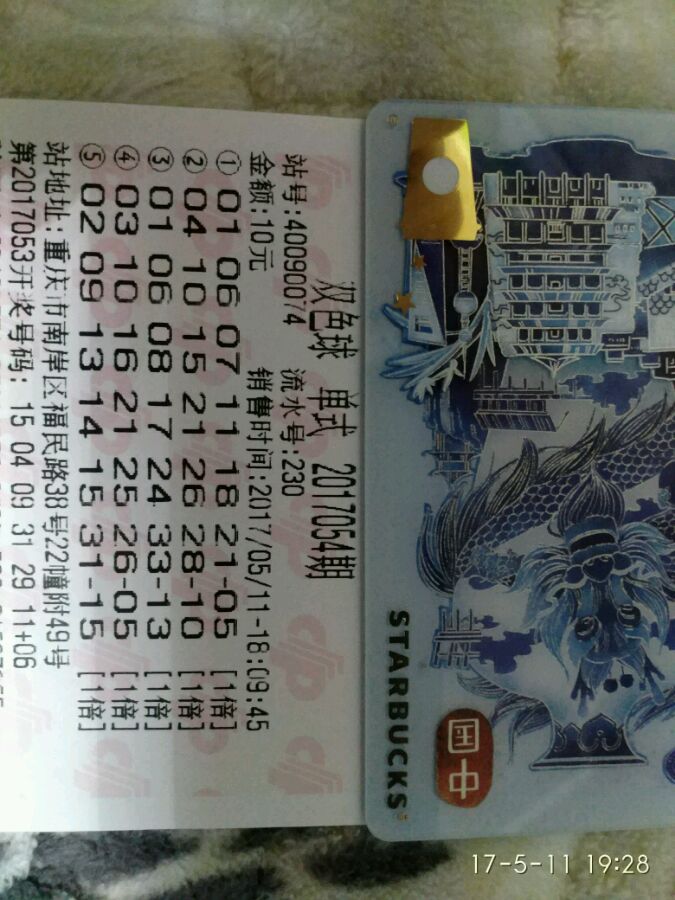 双色球 单式 2017054期
站号:40090074 流水号:230
金额:10元 销售时间:2017/05/11-18:09:45
① 01 06 07 11 18 21-05 [1倍]
② 04 10 15 21 26 28-10 [1倍]
③ 01 06 08 17 24 33-13 [1倍]
④ 03 10 16 21 25 26-05 [1倍]
⑤ 02 09 13 14 15 31-15 [1倍]
站地址: 重庆市南岸区福民路38号22幢附49号
第2017053开奖号码: 15 04 09 31 29 11+06
STARBUCKS
中国
17-5-11 19:28